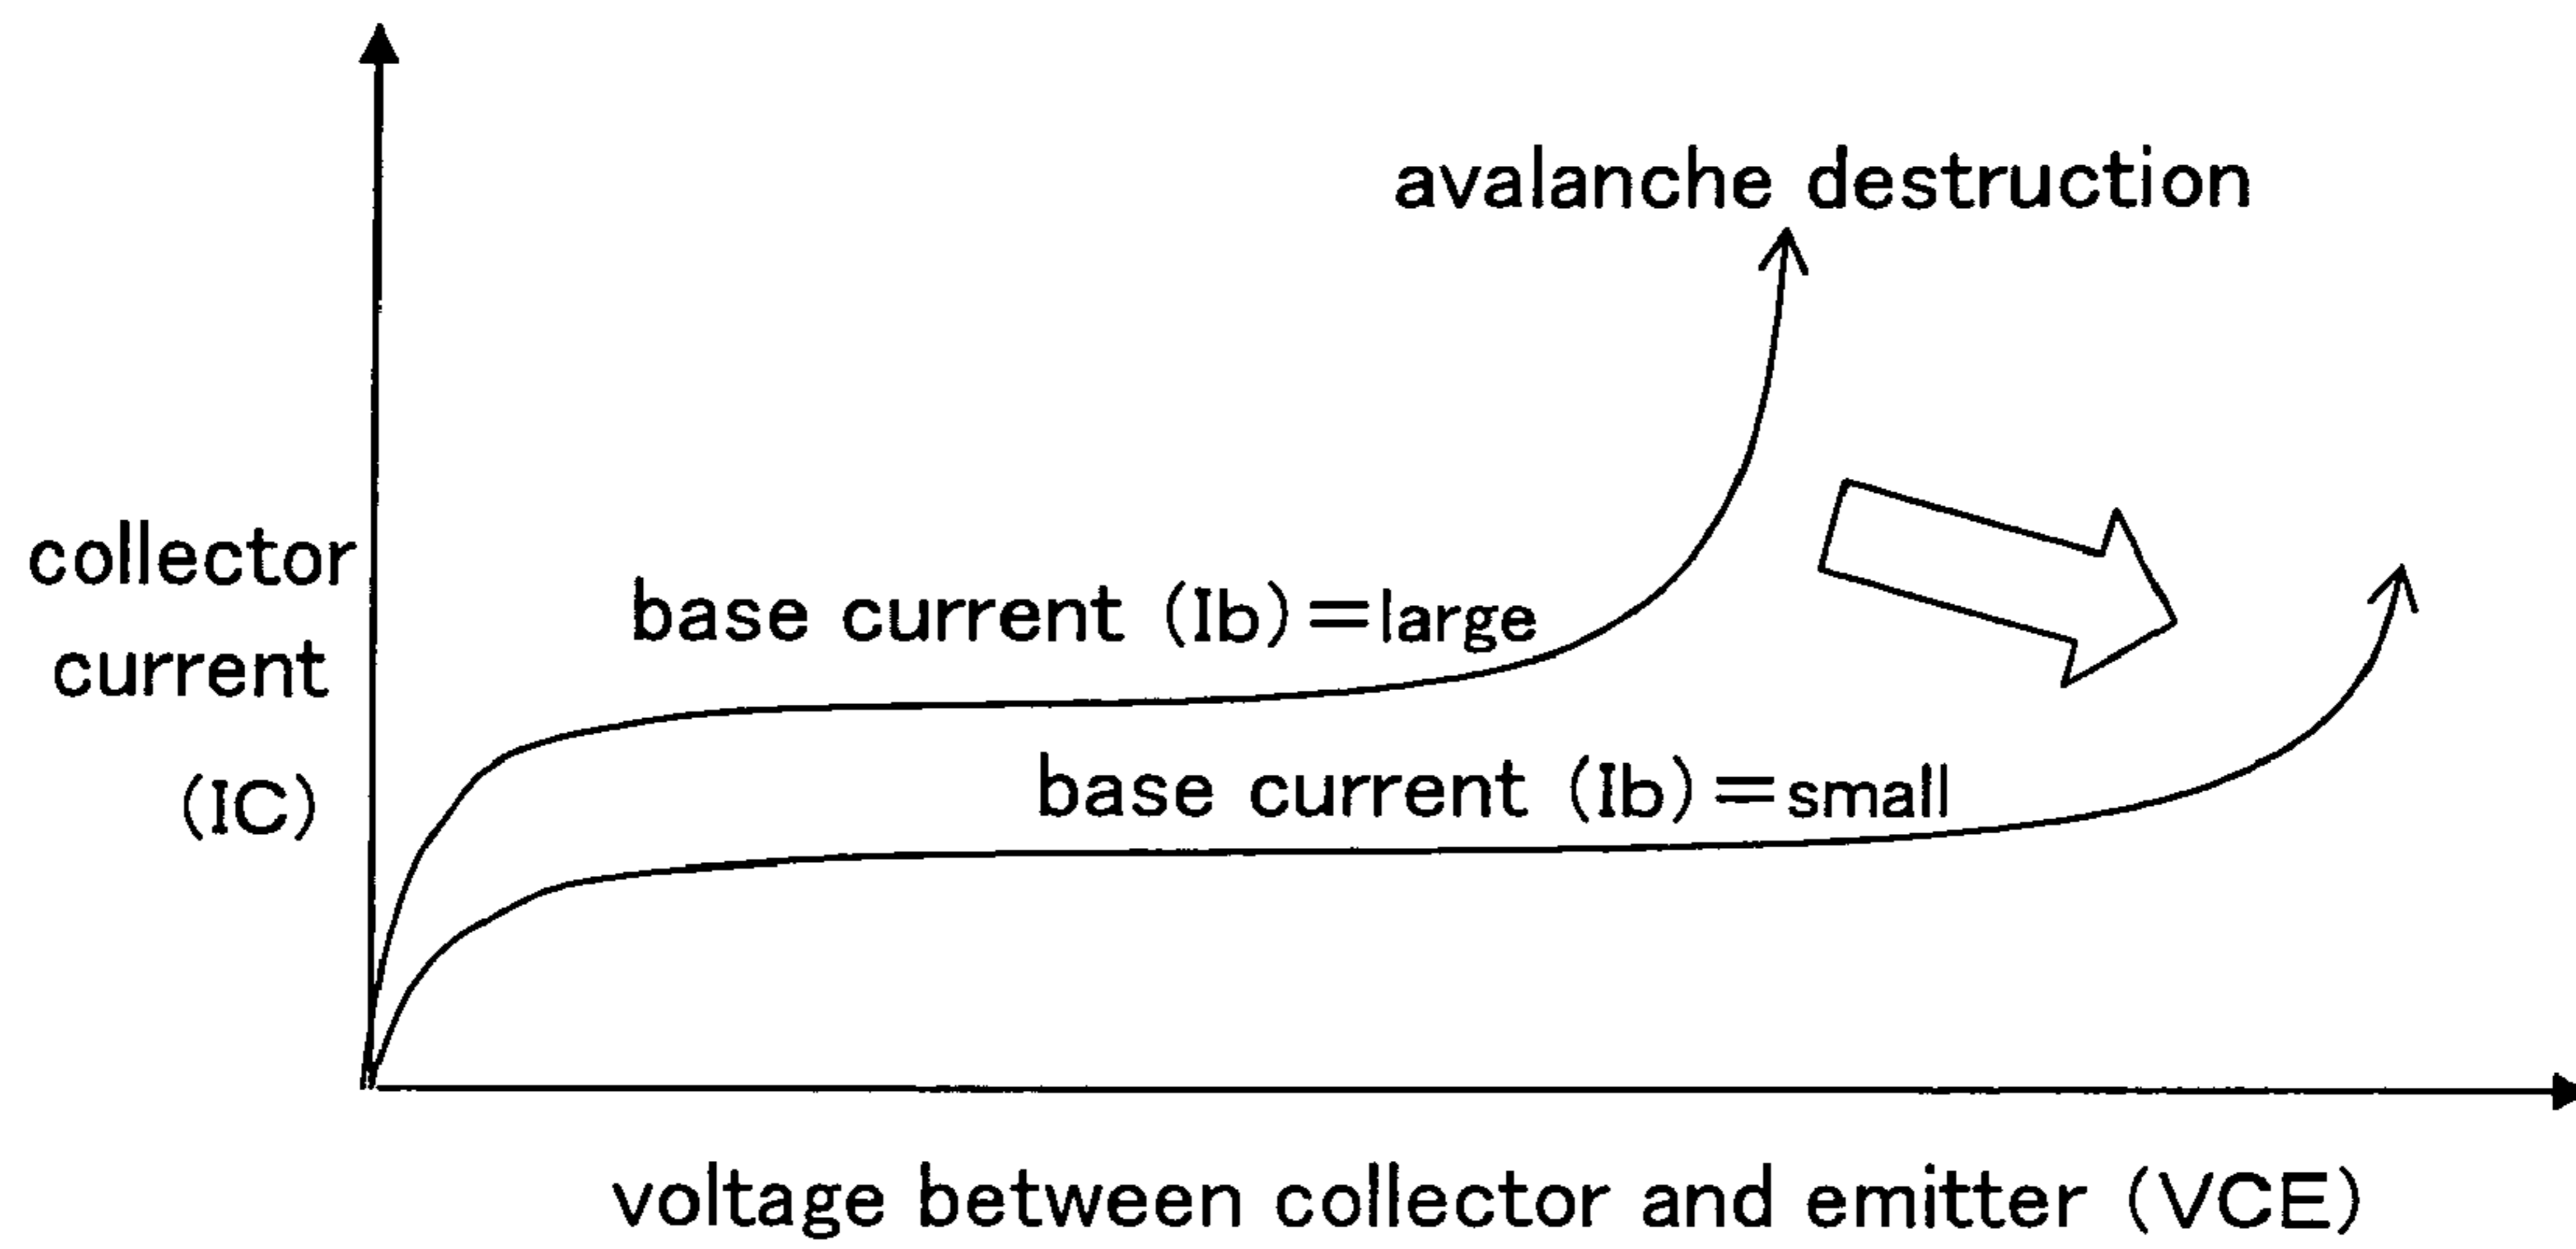 avalanche destruction
collector
current
(IC)
base current (Ib)=large
base current (Ib)=small
voltage between collector and emitter (VCE)